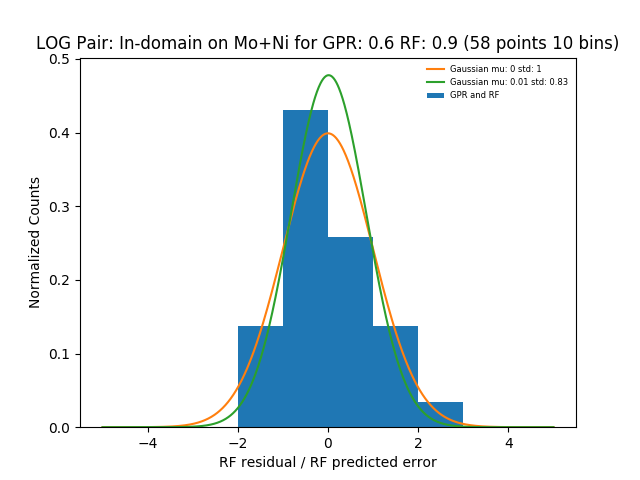 LOG Pair: In-domain on Mo+Ni for GPR: 0.6 RF: 0.9 (58 points 10 bins)
Gaussian mu: 0 std: 1
Gaussian mu: 0.01 std: 0.83
GPR and RF
Normalized Counts
0.5
0.4
0.3
0.2
0.1
0.0
−4 −2 0 2 4
RF residual / RF predicted error